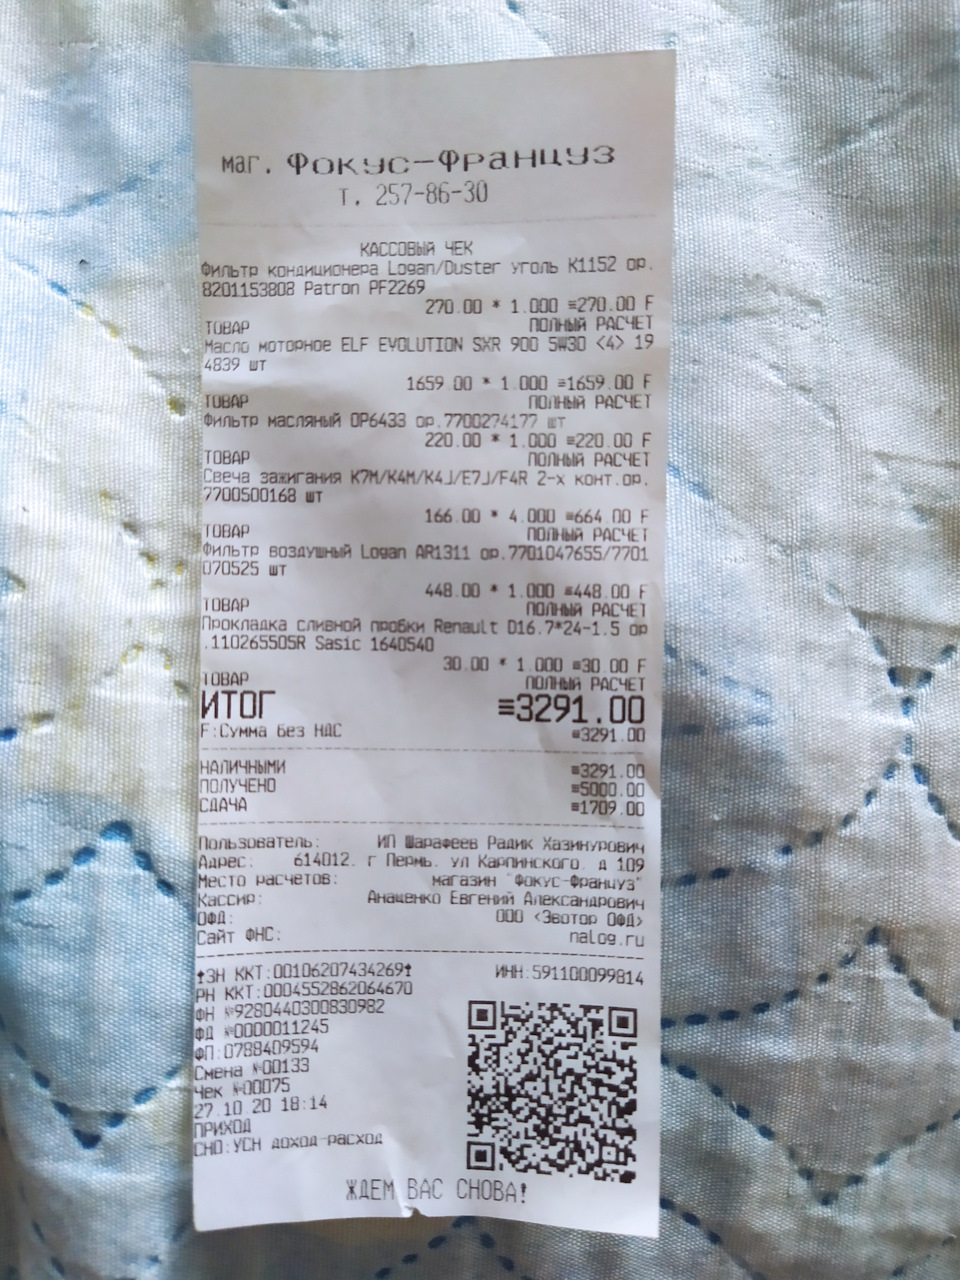 маг. Фокус-Француз
т. 257-86-30
КАССОВЫЙ ЧЕК
Фильтр кондиционера Logan/Duster уголь K1152 ор.
8201153808 Patron PF2269
270.00 * 1.000 ≡270.00 F
ТОВАР ПОЛНЫЙ РАСЧЕТ
Масло моторное ELF EVOLUTION SXR 900 5W30 <4> 19
4839 шт
1659.00 * 1.000 ≡1659.00 F
ТОВАР ПОЛНЫЙ РАСЧЕТ
Фильтр масляный OP6433 ор.7700274177 шт
220.00 * 1.000 ≡220.00 F
ТОВАР ПОЛНЫЙ РАСЧЕТ
Свеча зажигания K7M/K4M/K4J/E7J/F4R 2-х конт.ор.
7700500168 шт
166.00 * 4.000 ≡664.00 F
ТОВАР ПОЛНЫЙ РАСЧЕТ
Фильтр воздушный Logan AR1311 ор.7701047655/7701
070525 шт
448.00 * 1.000 ≡448.00 F
ТОВАР ПОЛНЫЙ РАСЧЕТ
Прокладка сливной пробки Renault D16.7*24-1.5 ор
.110265505R Sasic 1640540
30.00 * 1.000 ≡30.00 F
ТОВАР ПОЛНЫЙ РАСЧЕТ
ИТОГ ≡3291.00
F:Сумма без НДС ≡3291.00
НАЛИЧНЫМИ ≡3291.00
ПОЛУЧЕНО ≡5000.00
СДАЧА ≡1709.00
Пользователь: ИП Шарафеев Радик Хазинурович
Адрес: 614012. г Пермь. ул Карпинского. д 109
Место расчетов: магазин "Фокус-Француз"
Кассир: Анащенко Евгений Александрович
ОФД: ООО <Эвотор ОФД>
Сайт ФНС: nalog.ru
↑ЗН ККТ:00106207434269↑ ИНН:591100099814
РН ККТ:0004552862064670
ФН №9280440300830982
ФД №0000011245
ФП:0788409594
Смена №00133
Чек №00075
27.10.20 18:14
ПРИХОД
СНО:УСН доход-расход
ЖДЕМ ВАС СНОВА!